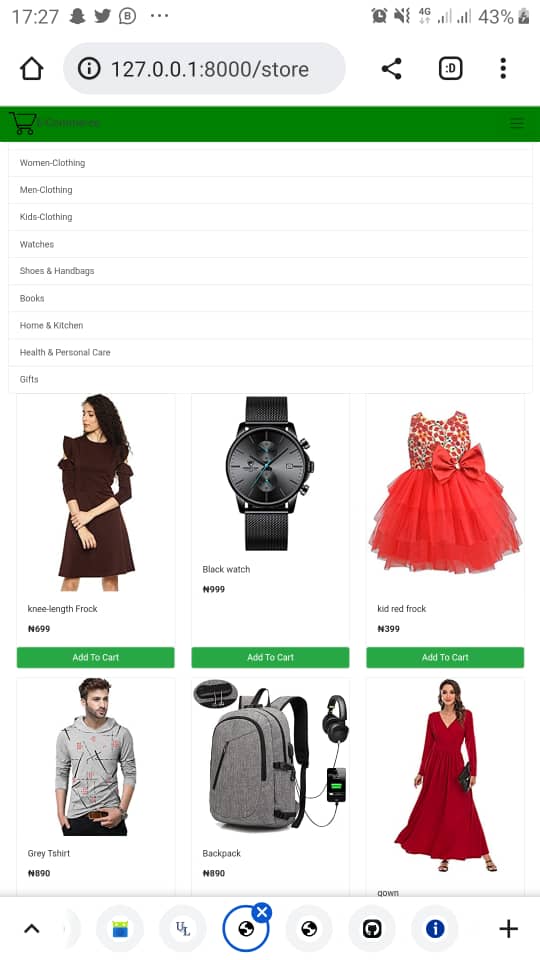 17:27
4G
43%
127.0.0.1:8000/store
:D
E-Commerce
Women-Clothing
Men-Clothing
Kids-Clothing
Watches
Shoes & Handbags
Books
Home & Kitchen
Health & Personal Care
Gifts
knee-length Frock
₦699
Add To Cart
Black watch
₦999
Add To Cart
kid red frock
₦399
Add To Cart
Grey Tshirt
₦890
Backpack
₦890
gown
UL